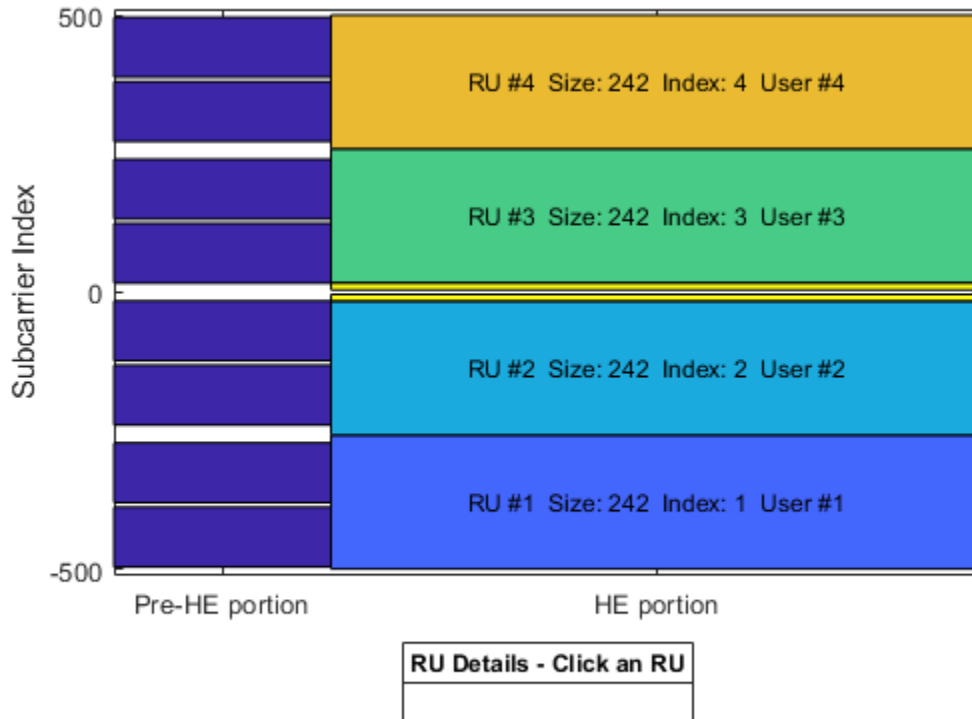 500
RU #4 Size: 242 Index: 4 User #4
RU #3 Size: 242 Index: 3 User #3
Subcarrier Index
0
RU #2 Size: 242 Index: 2 User #2
RU #1 Size: 242 Index: 1 User #1
-500
Pre-HE portion
HE portion
RU Details - Click an RU